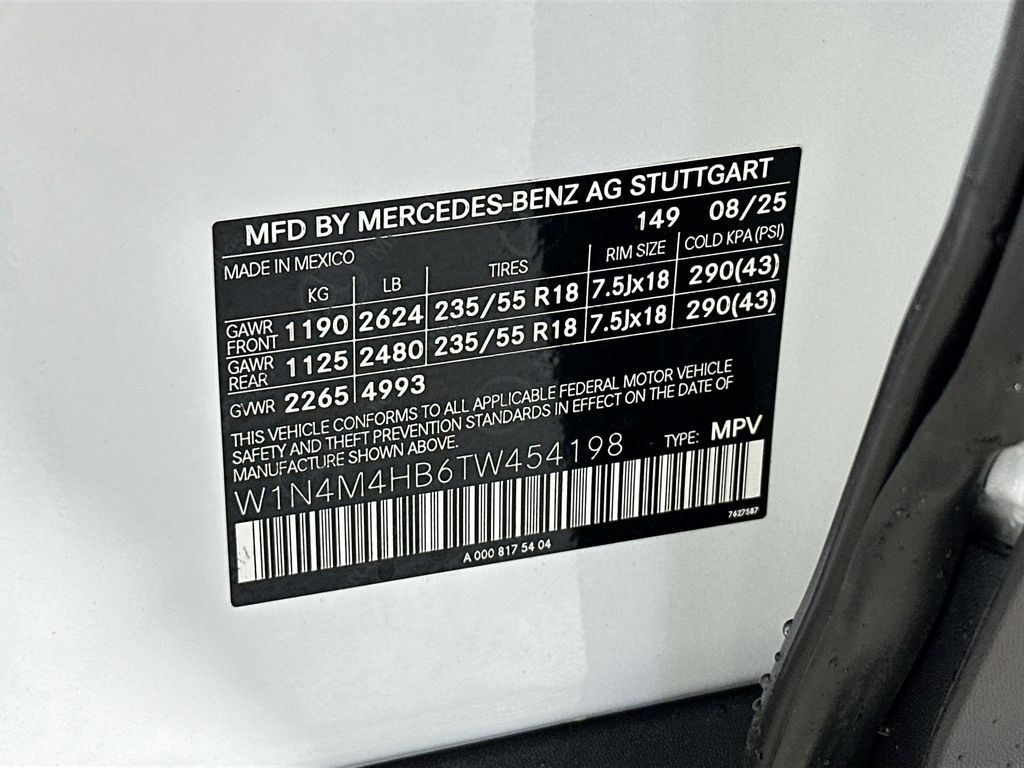 MFD BY MERCEDES-BENZ AG STUTTGART
MADE IN MEXICO 149 08/25
KG LB TIRES RIM SIZE COLD KPA (PSI)
GAWR FRONT 1190 2624 235/55 R18 7.5Jx18 290(43)
GAWR REAR 1125 2480 235/55 R18 7.5Jx18 290(43)
GVWR 2265 4993
THIS VEHICLE CONFORMS TO ALL APPLICABLE FEDERAL MOTOR VEHICLE
SAFETY AND THEFT PREVENTION STANDARDS IN EFFECT ON THE DATE OF
MANUFACTURE SHOWN ABOVE.
W1N4M4HB6TW454198 TYPE: MPV
A 000 817 54 04 7627587